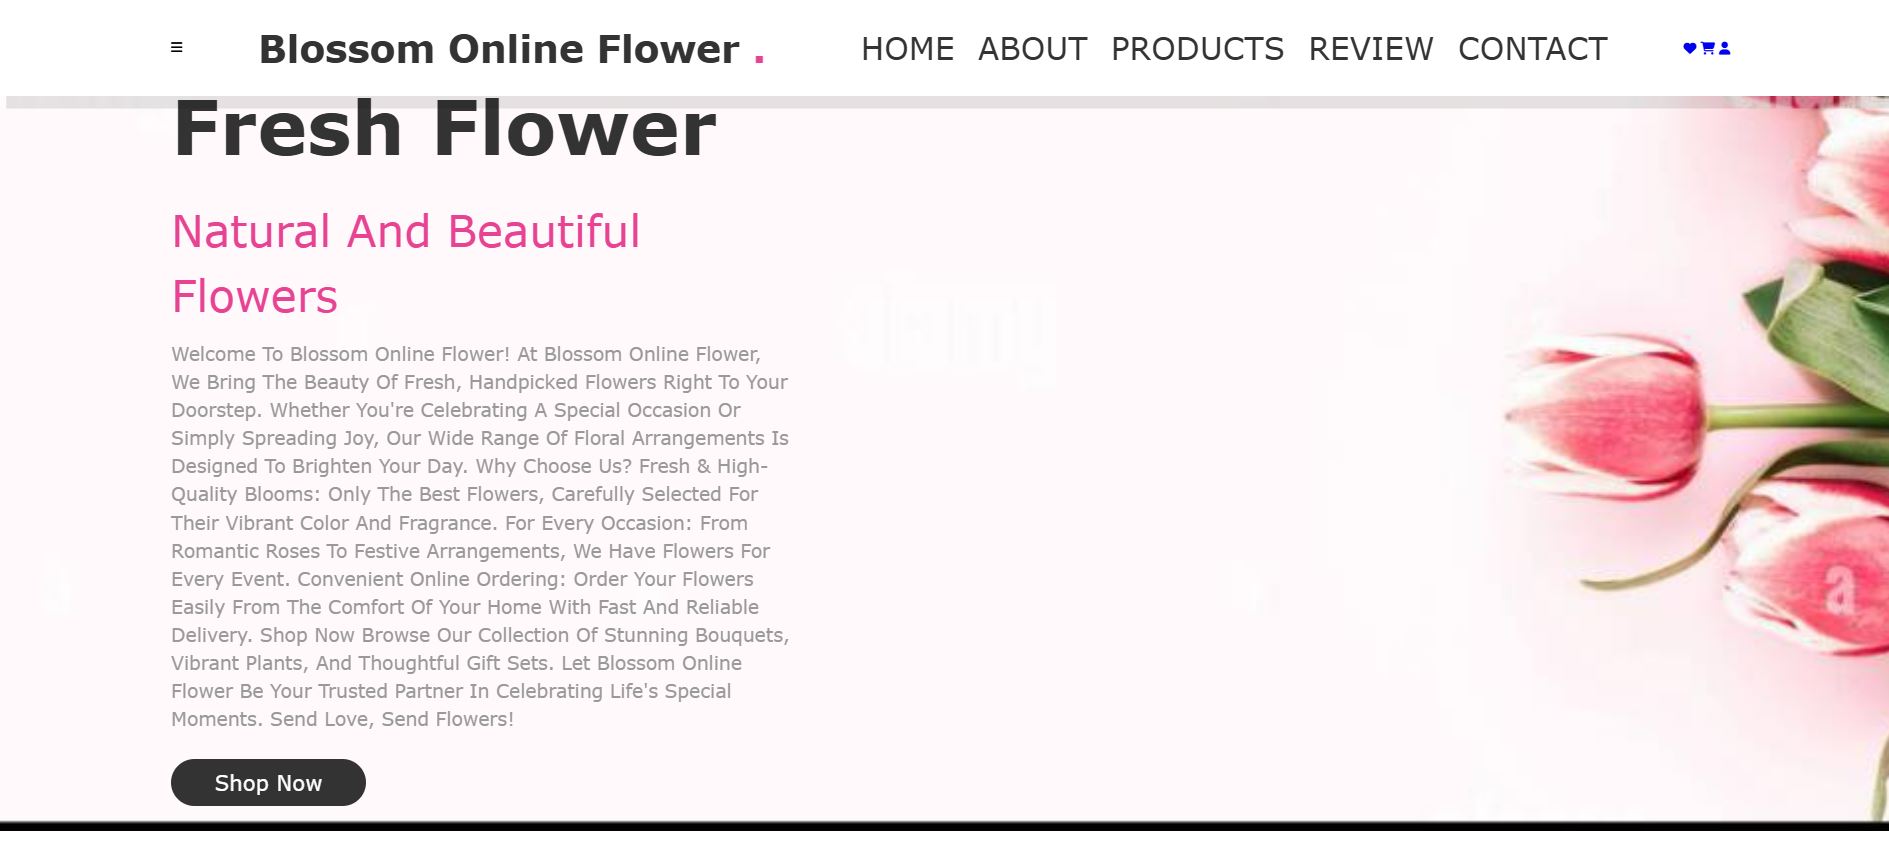 Blossom Online Flower .
HOME ABOUT PRODUCTS REVIEW CONTACT
Fresh Flower
Natural And Beautiful
Flowers
Welcome To Blossom Online Flower! At Blossom Online Flower,
We Bring The Beauty Of Fresh, Handpicked Flowers Right To Your
Doorstep. Whether You're Celebrating A Special Occasion Or
Simply Spreading Joy, Our Wide Range Of Floral Arrangements Is
Designed To Brighten Your Day. Why Choose Us? Fresh & High-
Quality Blooms: Only The Best Flowers, Carefully Selected For
Their Vibrant Color And Fragrance. For Every Occasion: From
Romantic Roses To Festive Arrangements, We Have Flowers For
Every Event. Convenient Online Ordering: Order Your Flowers
Easily From The Comfort Of Your Home With Fast And Reliable
Delivery. Shop Now Browse Our Collection Of Stunning Bouquets,
Vibrant Plants, And Thoughtful Gift Sets. Let Blossom Online
Flower Be Your Trusted Partner In Celebrating Life's Special
Moments. Send Love, Send Flowers!
a
Shop Now